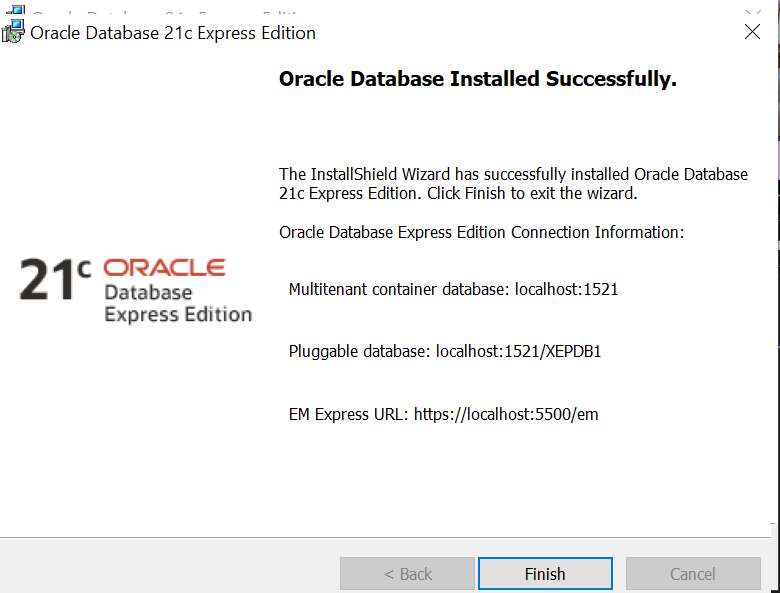 Oracle Database 21c Express Edition
Oracle Database Installed Successfully.
The InstallShield Wizard has successfully installed Oracle Database
21c Express Edition. Click Finish to exit the wizard.
Oracle Database Express Edition Connection Information:
Multitenant container database: localhost:1521
21c ORACLE
Database
Express Edition
Pluggable database: localhost:1521/XEPDB1
EM Express URL: https://localhost:5500/em
< Back
Finish
Cancel